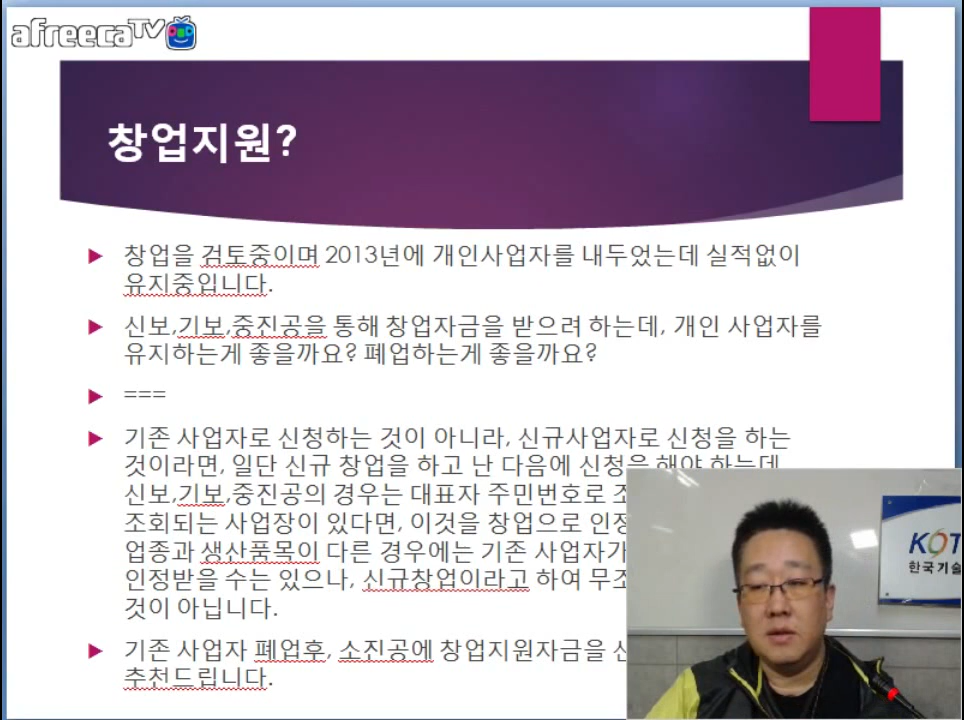 afreecaTV
창업지원?
창업을 검토중이며 2013년에 개인사업자를 내두었는데 실적없이
유지중입니다.
신보,기보,중진공을 통해 창업자금을 받으려 하는데, 개인 사업자를
유지하는게 좋을까요? 폐업하는게 좋을까요?
===
기존 사업자로 신청하는 것이 아니라, 신규사업자로 신청을 하는
것이라면, 일단 신규 창업을 하고 난 다음에 신청을 해야 하는데
신보,기보,중진공의 경우는 대표자 주민번호로
조회되는 사업장이 있다면, 이것을 창업으로
업종과 생산품목이 다른 경우에는 기존 사업자가
인정받을 수는 있으나, 신규창업이라고 하여
것이 아닙니다.
기존 사업자 폐업후, 소진공에 창업지원자금을
추천드립니다.
KOT
한국기술